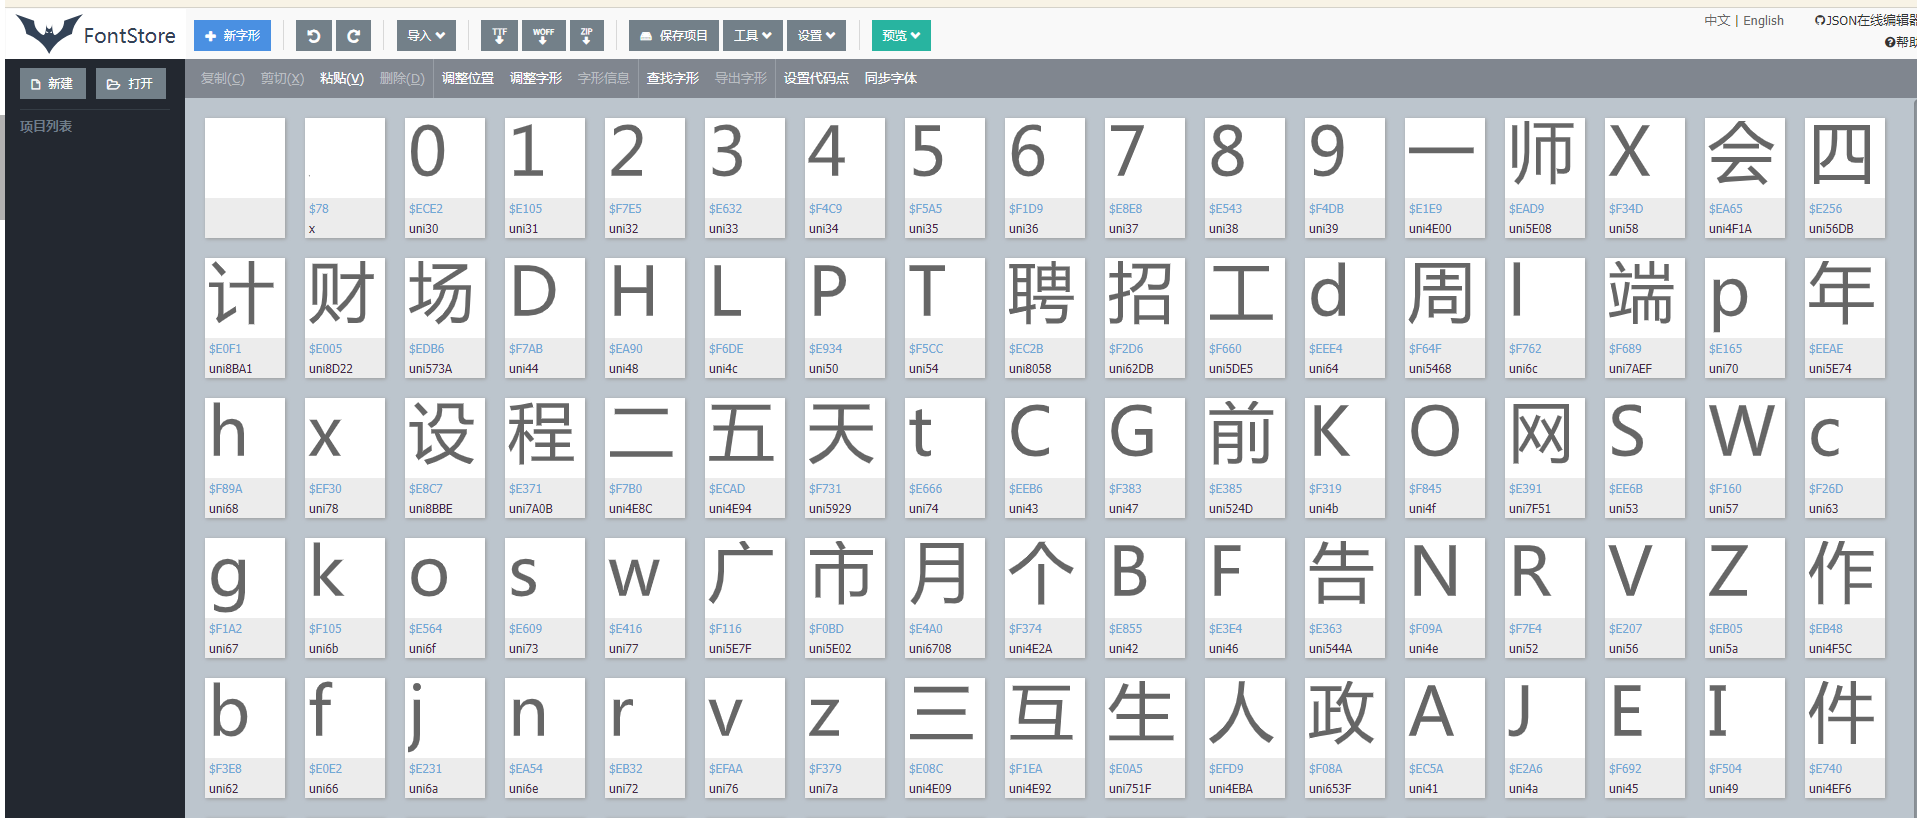 FontStore
新字形
导入
TTF
WOFF
ZIP
保存项目
工具
设置
预览
中文 | English
JSON在线编辑器
帮助
新建
打开
项目列表
复制(C) 剪切(X) 粘贴(V) 删除(D) 调整位置 调整字形 字形信息 查找字形 导出字形 设置代码点 同步字体
0 1 2 3 4 5 6 7 8 9 一 师 X 会 四
$78 $ECE2 $E105 $F7E5 $E632 $F4C9 $F5A5 $F1D9 $E8E8 $E543 $F4DB $E1E9 $EAD9 $F34D $EA65 $E256
x uni30 uni31 uni32 uni33 uni34 uni35 uni36 uni37 uni38 uni39 uni4E00 uni5E08 uni58 uni4F1A uni56DB
计 财 场 D H L P T 聘 招 工 d 周 l 端 p 年
$E0F1 $E005 $EDB6 $F7AB $EA90 $F6DE $E934 $F5CC $EC2B $F2D6 $F660 $EEE4 $F64F $F762 $F689 $E165 $EEAE
uni8BA1 uni8D22 uni573A uni44 uni48 uni4c uni50 uni54 uni8058 uni62DB uni5DE5 uni64 uni5468 uni6c uni7AEF uni70 uni5E74
h x 设 程 二 五 天 t C G 前 K O 网 S W c
$F89A $EF30 $E8C7 $E371 $F7B0 $ECAD $F731 $E666 $EEB6 $F383 $E385 $F319 $F845 $E391 $EE6B $F160 $F26D
uni68 uni78 uni8BBE uni7A0B uni4E8C uni4E94 uni5929 uni74 uni43 uni47 uni524D uni4b uni4f uni7F51 uni53 uni57 uni63
g k o s w 广 市 月 个 B F 告 N R V Z 作
$F1A2 $F105 $E564 $E609 $E416 $F116 $F0BD $E4A0 $F374 $E855 $E3E4 $E363 $F09A $F7E4 $E207 $EB05 $EB48
uni67 uni6b uni6f uni73 uni77 uni5E7F uni5E02 uni6708 uni4E2A uni42 uni46 uni544A uni4e uni52 uni56 uni5a uni4F5C
b f j n r v z 三 互 生 人 政 A J E I 件
$F3E8 $E0E2 $E231 $EA54 $EB32 $EFAA $F379 $E08C $F1EA $E0A5 $EFD9 $F08A $EC5A $E2A6 $F692 $F504 $E740
uni62 uni66 uni6a uni6e uni72 uni76 uni7a uni4E09 uni4E92 uni751F uni4EBA uni653F uni41 uni4a uni45 uni49 uni4EF6